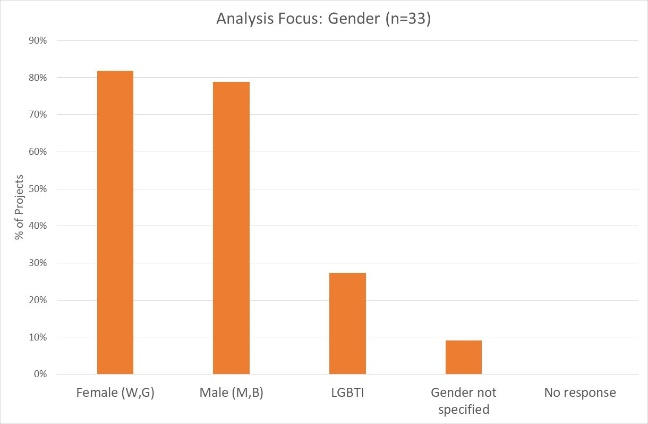 Analysis Focus: Gender (n=33)
90%
80%
70%
60%
50%
40%
30%
20%
10%
0%
% of Projects
Female (W,G)
Male (M,B)
LGBTI
Gender not
specified
No response